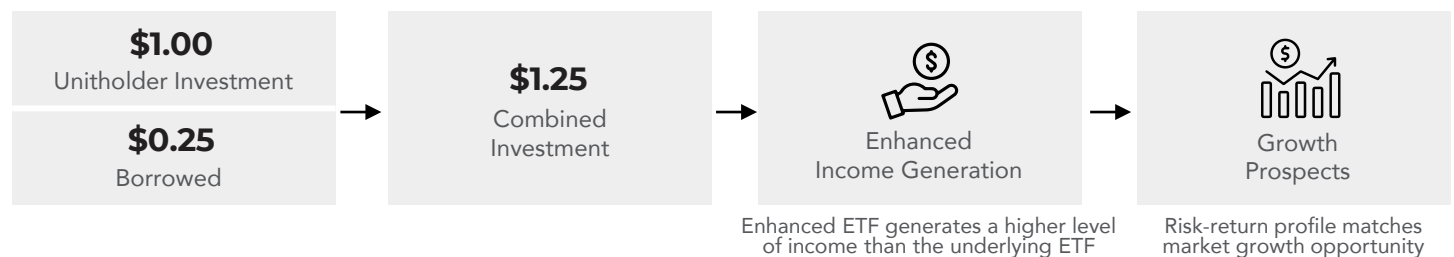 $1.00
Unitholder Investment
$0.25
Borrowed
$1.25
Combined
Investment
$
Enhanced
Income Generation
Enhanced ETF generates a higher level
of income than the underlying ETF
$
Growth
Prospects
Risk-return profile matches
market growth opportunity